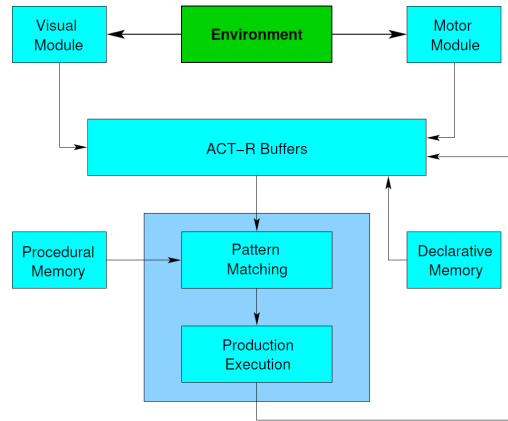 Visual
Module
Environment
Motor
Module
ACT−R Buffers
Procedural
Memory
Pattern
Matching
Declarative
Memory
Production
Execution